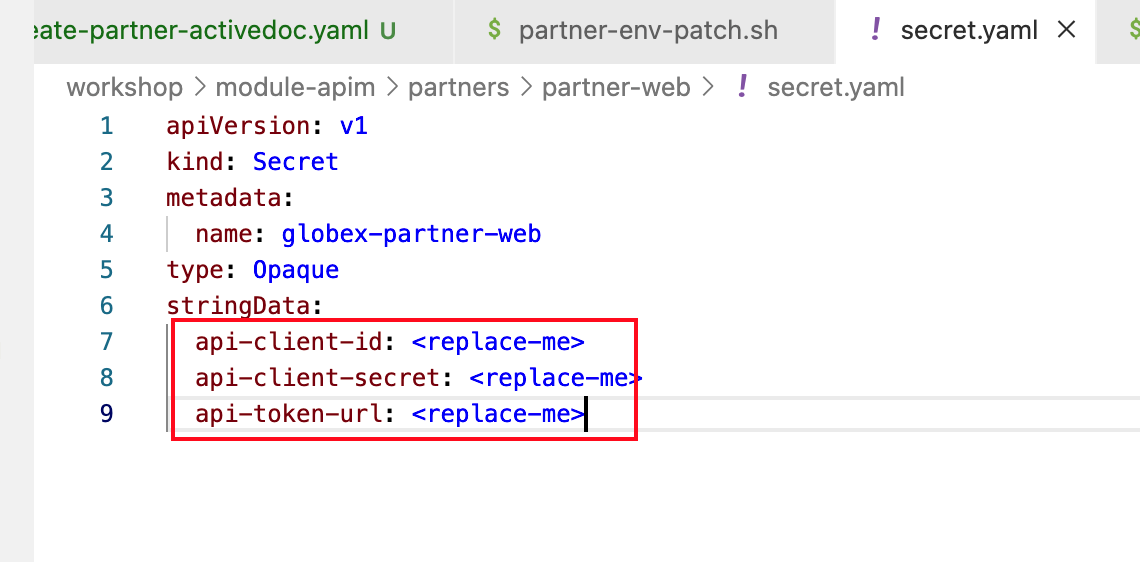 eate-partner-activedoc.yaml U $ partner-env-patch.sh ! secret.yaml × $
workshop > module-apim > partners > partner-web > ! secret.yaml
1 apiVersion: v1
2 kind: Secret
3 metadata:
4   name: globex-partner-web
5 type: Opaque
6 stringData:
7   api-client-id: <replace-me>
8   api-client-secret: <replace-me>
9   api-token-url: <replace-me>